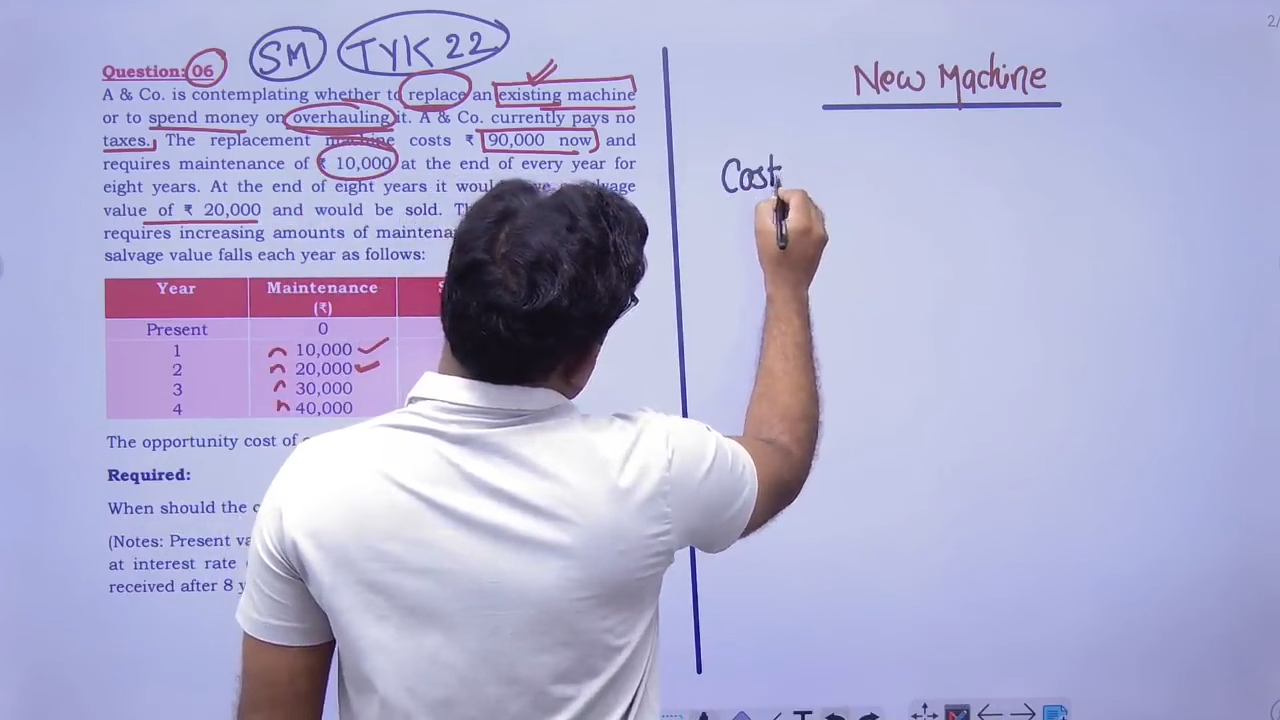 SM TYK 22
Question: 06
A & Co. is contemplating whether to replace an existing machine
or to spend money on overhauling it. A & Co. currently pays no
taxes. The replacement machine costs ₹ 90,000 now and
requires maintenance of ₹ 10,000 at the end of every year for
eight years. At the end of eight years it would
value of ₹ 20,000 and would be sold.
requires increasing amounts of
salvage value falls each year as follows:
Year Maintenance
(₹)
Present 0
1 10,000
2 20,000
3 30,000
4 40,000
The opportunity cost of
Required:
When should the
(Notes: Present
at interest rate
received after 8
New Machine
Cost
2/